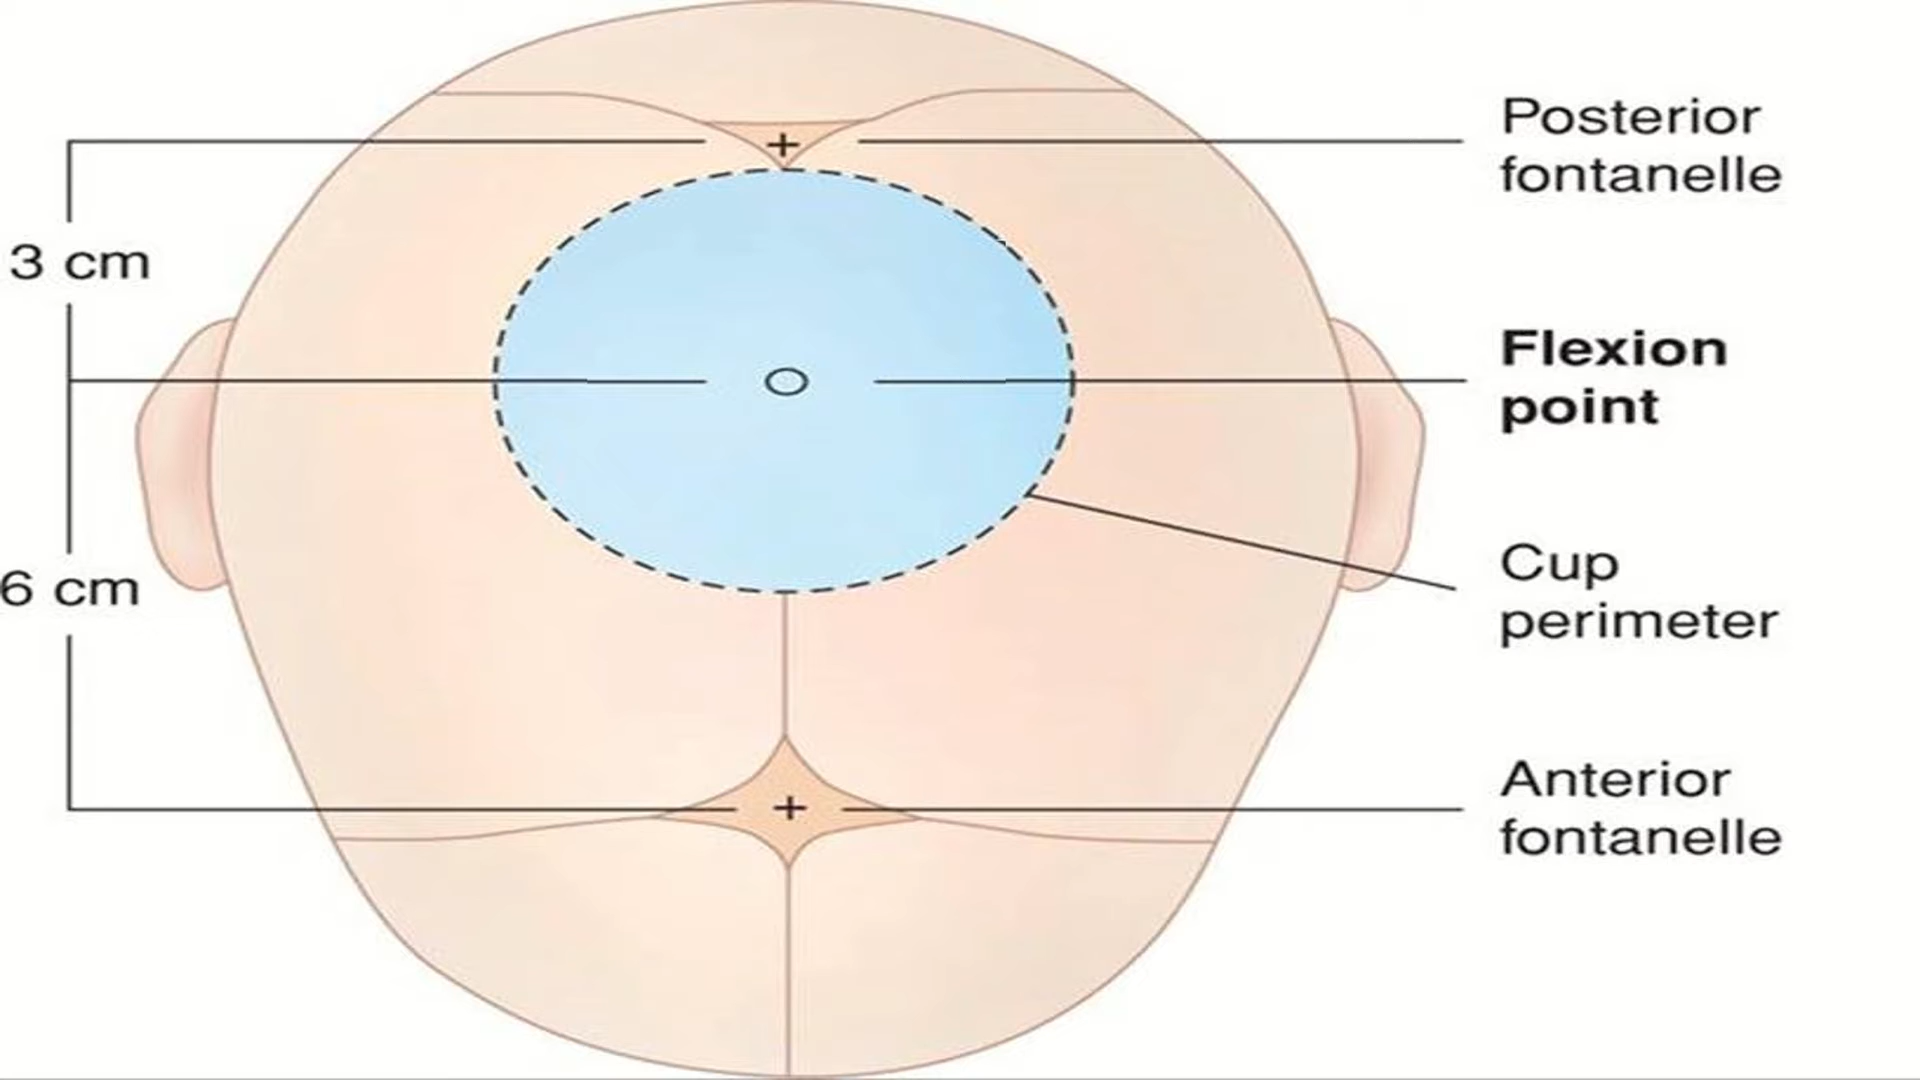 Posterior
fontanelle
3 cm
Flexion
point
Cup
perimeter
6 cm
Anterior
fontanelle